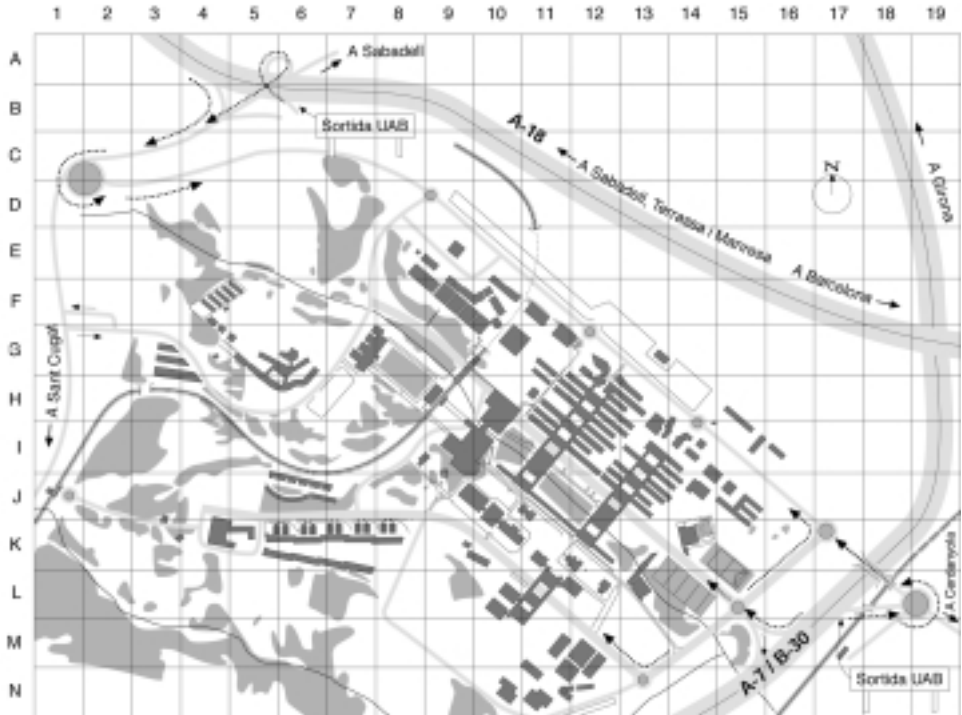 1 2 3 4 5 6 7 8 9 10 11 12 13 14 15 16 17 18 19
A
B
C
D
E
F
G
H
I
J
K
L
M
N
A Sabadell
Sortida UAB
A-18
A Sabadell, Terrassa i Manresa
A Barcelona
A Girona
N
A Sant Cugat
A Cerdanyola
A-7 / B-30
Sortida UAB